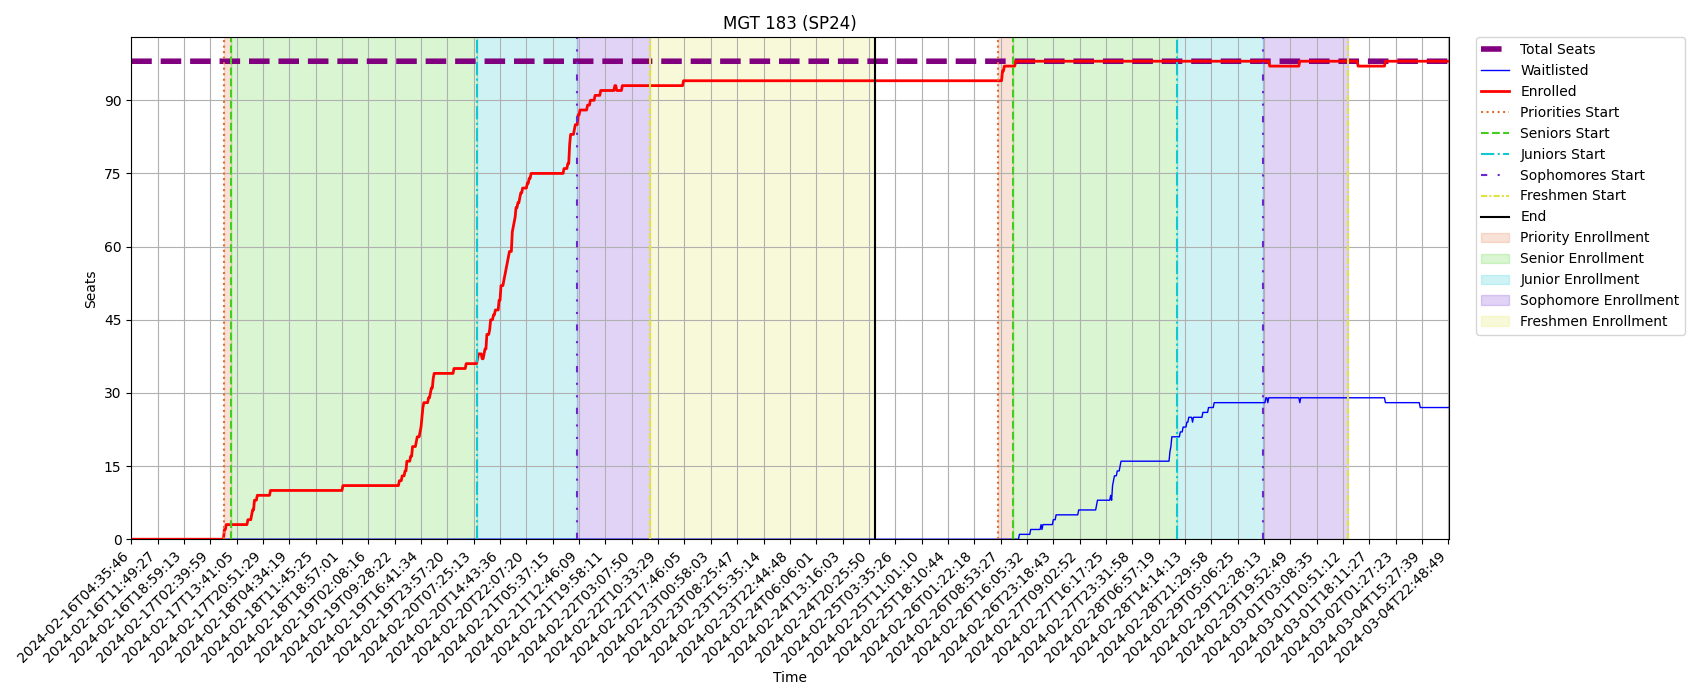 MGT 183 (SP24)
Total Seats
Waitlisted
Enrolled
Priorities Start
Seniors Start
Juniors Start
Sophomores Start
Freshmen Start
End
Priority Enrollment
Senior Enrollment
Junior Enrollment
Sophomore Enrollment
Freshmen Enrollment
Seats
90
75
60
45
30
15
0
2024-02-16T04:35:46
2024-02-16T11:49:27
2024-02-16T18:59:13
2024-02-17T02:39:59
2024-02-17T13:41:05
2024-02-17T20:51:29
2024-02-18T04:34:19
2024-02-18T11:45:25
2024-02-18T18:57:01
2024-02-19T02:08:16
2024-02-19T09:28:22
2024-02-19T16:41:34
2024-02-19T23:57:20
2024-02-20T07:25:13
2024-02-20T14:43:36
2024-02-20T22:07:20
2024-02-21T05:37:15
2024-02-21T12:46:09
2024-02-21T19:58:11
2024-02-22T03:07:50
2024-02-22T10:33:29
2024-02-22T17:46:05
2024-02-23T00:58:03
2024-02-23T08:25:47
2024-02-23T15:35:14
2024-02-23T22:44:48
2024-02-24T06:06:01
2024-02-24T13:16:03
2024-02-24T20:25:50
2024-02-25T03:35:26
2024-02-25T11:01:10
2024-02-25T18:10:44
2024-02-26T01:22:18
2024-02-26T08:53:27
2024-02-26T16:05:32
2024-02-26T23:18:43
2024-02-27T09:02:52
2024-02-27T16:17:25
2024-02-27T23:31:58
2024-02-28T06:57:19
2024-02-28T14:14:13
2024-02-28T21:29:58
2024-02-29T05:06:25
2024-02-29T12:28:13
2024-02-29T19:52:49
2024-03-01T03:08:35
2024-03-01T10:51:12
2024-03-01T18:11:27
2024-03-02T01:27:23
2024-03-04T15:27:39
2024-03-04T22:48:49
Time